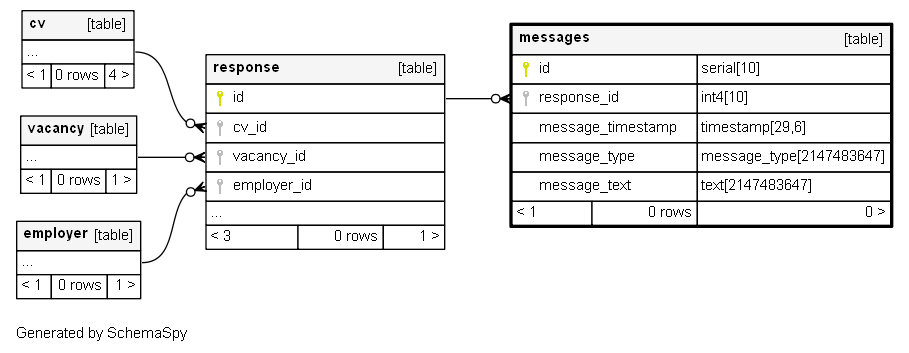 cv [table]
...
< 1 0 rows 4 >
vacancy [table]
...
< 1 0 rows 1 >
employer [table]
...
< 1 0 rows 1 >
response [table]
id
cv_id
vacancy_id
employer_id
...
< 3 0 rows 1 >
messages [table]
id serial[10]
response_id int4[10]
message_timestamp timestamp[29,6]
message_type message_type[2147483647]
message_text text[2147483647]
< 1 0 rows 0 >
Generated by SchemaSpy